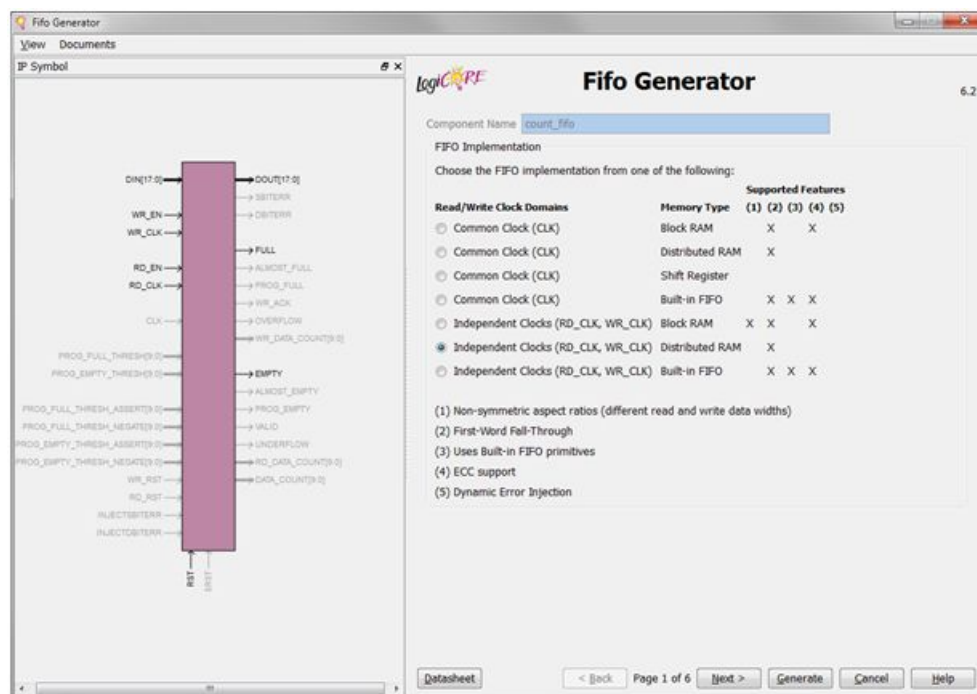 Fifo Generator
View Documents
IP Symbol
DIN[17:0]
WR_EN
WR_CLK
RD_EN
RD_CLK
CLK
PROG_FULL_THRESH[9:0]
PROG_EMPTY_THRESH[9:0]
PROG_FULL_THRESH_ASSERT[9:0]
PROG_FULL_THRESH_NEGATE[9:0]
PROG_EMPTY_THRESH_ASSERT[9:0]
PROG_EMPTY_THRESH_NEGATE[9:0]
WR_RST
RD_RST
INJECTSBITERR
INJECTDBITERR
DOUT[17:0]
SBITERR
DBITERR
FULL
ALMOST_FULL
PROG_FULL
WR_ACK
OVERFLOW
WR_DATA_COUNT[9:0]
EMPTY
ALMOST_EMPTY
PROG_EMPTY
VALID
UNDERFLOW
RD_DATA_COUNT[9:0]
DATA_COUNT[9:0]
RST
SRST
LogiCORE
Fifo Generator
6.2
Component Name count_fifo
FIFO Implementation
Choose the FIFO implementation from one of the following:
Supported Features
Read/Write Clock Domains Memory Type (1) (2) (3) (4) (5)
Common Clock (CLK) Block RAM X X
Common Clock (CLK) Distributed RAM X
Common Clock (CLK) Shift Register
Common Clock (CLK) Built-in FIFO X X X
Independent Clocks (RD_CLK, WR_CLK) Block RAM X X X
Independent Clocks (RD_CLK, WR_CLK) Distributed RAM X
Independent Clocks (RD_CLK, WR_CLK) Built-in FIFO X X X
(1) Non-symmetric aspect ratios (different read and write data widths)
(2) First-Word Fall-Through
(3) Uses Built-in FIFO primitives
(4) ECC support
(5) Dynamic Error Injection
Datasheet < Back Page 1 of 6 Next > Generate Cancel Help